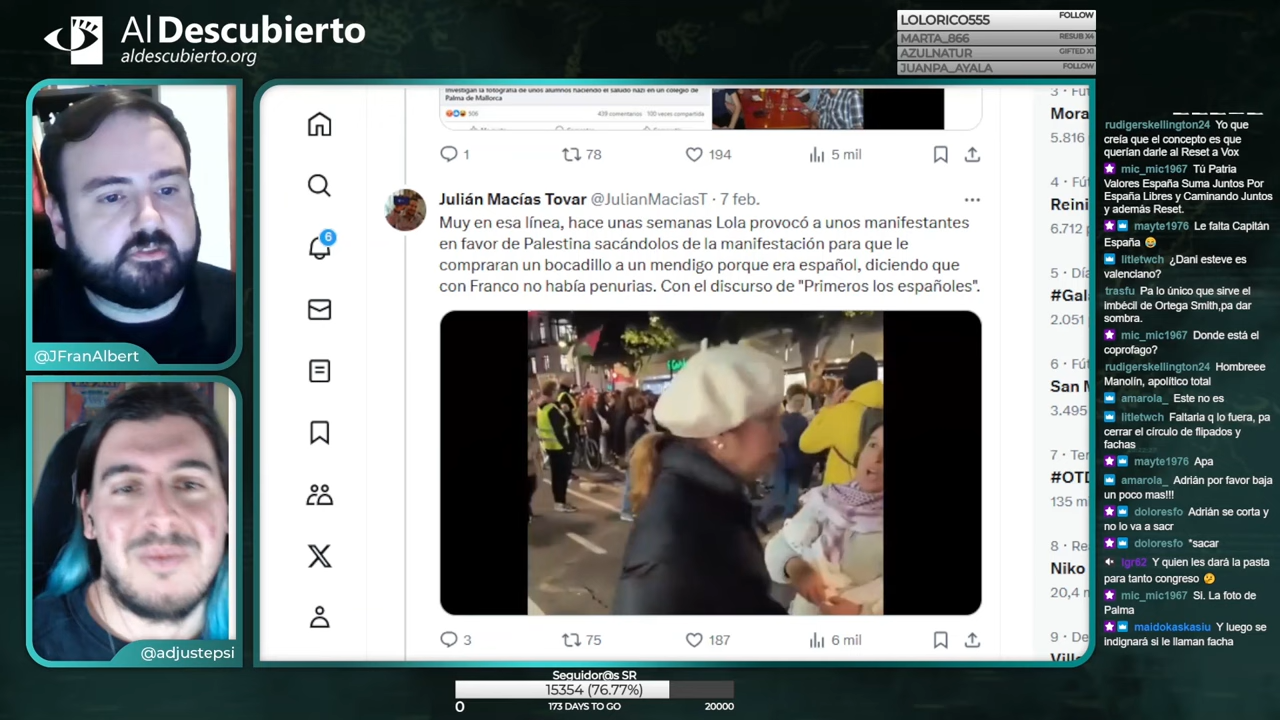 Al Descubierto
aldescubierto.org
LOLORICO555 FOLLOW
MARTA_866 RESUB X4
AZULNATUR GIFTED X1
JUANPA_AYALA FOLLOW
@JFranAlbert
@adjustepsi
Investigan la fotografía de unos alumnos haciendo el saludo nazi en un colegio de
Palma de Mallorca
506 439 comentarios 100 veces compartida
1 78 194 5 mil
Julián Macías Tovar @JulianMaciasT · 7 feb.
Muy en esa línea, hace unas semanas Lola provocó a unos manifestantes
en favor de Palestina sacándolos de la manifestación para que le
compraran un bocadillo a un mendigo porque era español, diciendo que
con Franco no había penurias. Con el discurso de "Primeros los españoles".
3 75 187 6 mil
6
3 · Fút
Mora
5.816
4 · Fú
Reini
6.712
5 · Día
#Gal
2.051
6 · Fút
San M
3.495
7 · Ter
#OTD
135 mi
8 · Re
Niko
20,4 m
9 · De
rudigerskellington24 Yo que
creía que el concepto es que
querían darle al Reset a Vox
mic_mic1967 Tú Patria
Valores España Suma Juntos Por
España Libres y Caminando Juntos
y además Reset.
mayte1976 Le falta Capitán
España
litletwch ¿Dani esteve es
valenciano?
trasfu Pa lo único que sirve el
imbécil de Ortega Smith,pa dar
sombra.
mic_mic1967 Donde está el
coprofago?
rudigerskellington24 Hombreee
Manolín, apolítico total
amarola_ Este no es
litletwch Faltaria q lo fuera, pa
cerrar el círculo de flipados y
fachas
mayte1976 Apa
amarola_ Adrián por favor baja
un poco mas!!!
doloresfo Adrián se corta y
no lo va a sacr
doloresfo *sacar
lgr62 Y quien les dará la pasta
para tanto congreso
mic_mic1967 Si. La foto de
Palma
maidokaskasiu Y luego se
indignará si le llaman facha
Seguidor@s SR
15354 (76.77%)
0 173 DAYS TO GO 20000